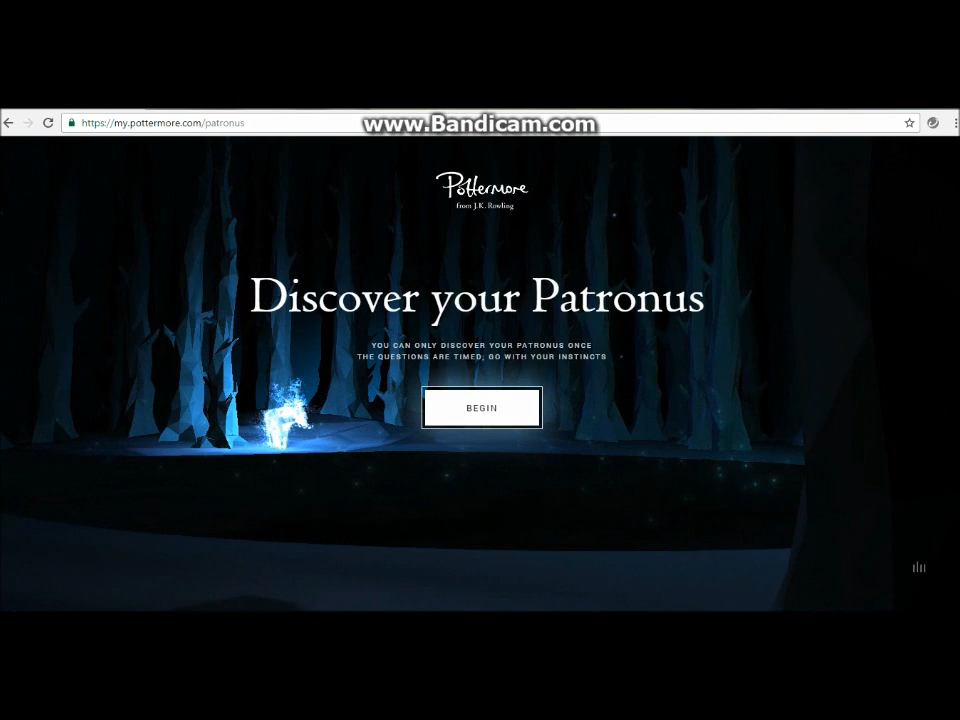 https://my.pottermore.com/patronus
www.Bandicam.com
Pottermore
from J.K. Rowling
Discover your Patronus
YOU CAN ONLY DISCOVER YOUR PATRONUS ONCE
THE QUESTIONS ARE TIMED, GO WITH YOUR INSTINCTS
BEGIN